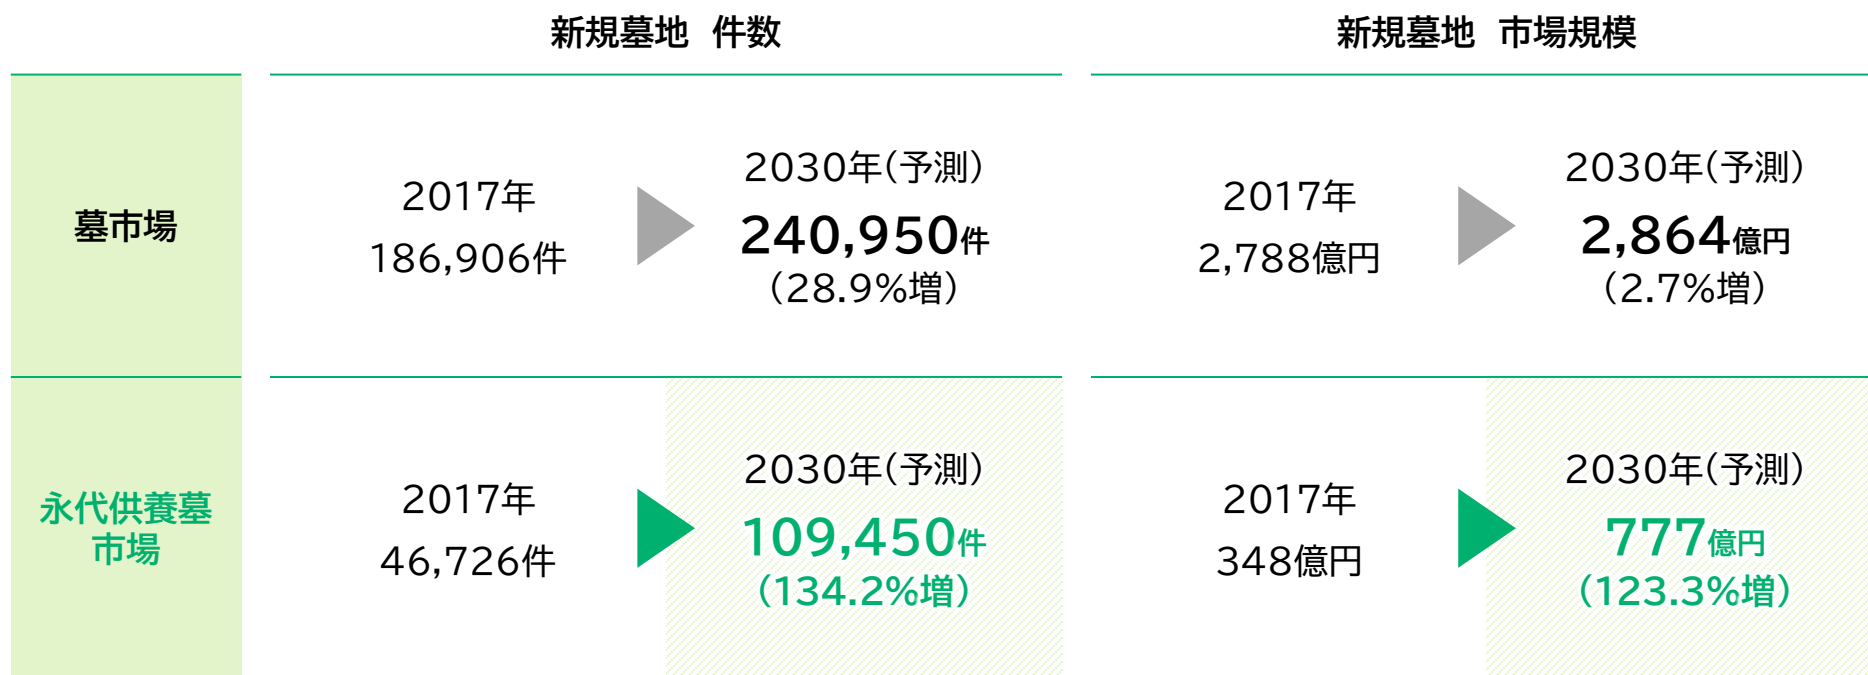 新規墓地 件数
新規墓地 市場規模
墓市場
2017年
186,906件
2030年(予測)
240,950件
(28.9%増)
2017年
2,788億円
2030年(予測)
2,864億円
(2.7%増)
永代供養墓
市場
2017年
46,726件
2030年(予測)
109,450件
(134.2%増)
2017年
348億円
2030年(予測)
777億円
(123.3%増)